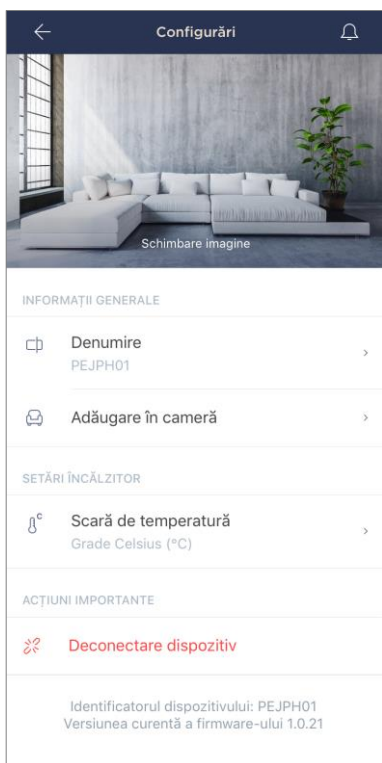 Configurări
Schimbare imagine
INFORMAȚII GENERALE
Denumire
PEJPH01
Adăugare în cameră
SETĂRI ÎNCĂLZITOR
Scară de temperatură
Grade Celsius (°C)
ACȚIUNI IMPORTANTE
Deconectare dispozitiv
Identificatorul dispozitivului: PEJPH01
Versiunea curentă a firmware-ului 1.0.21